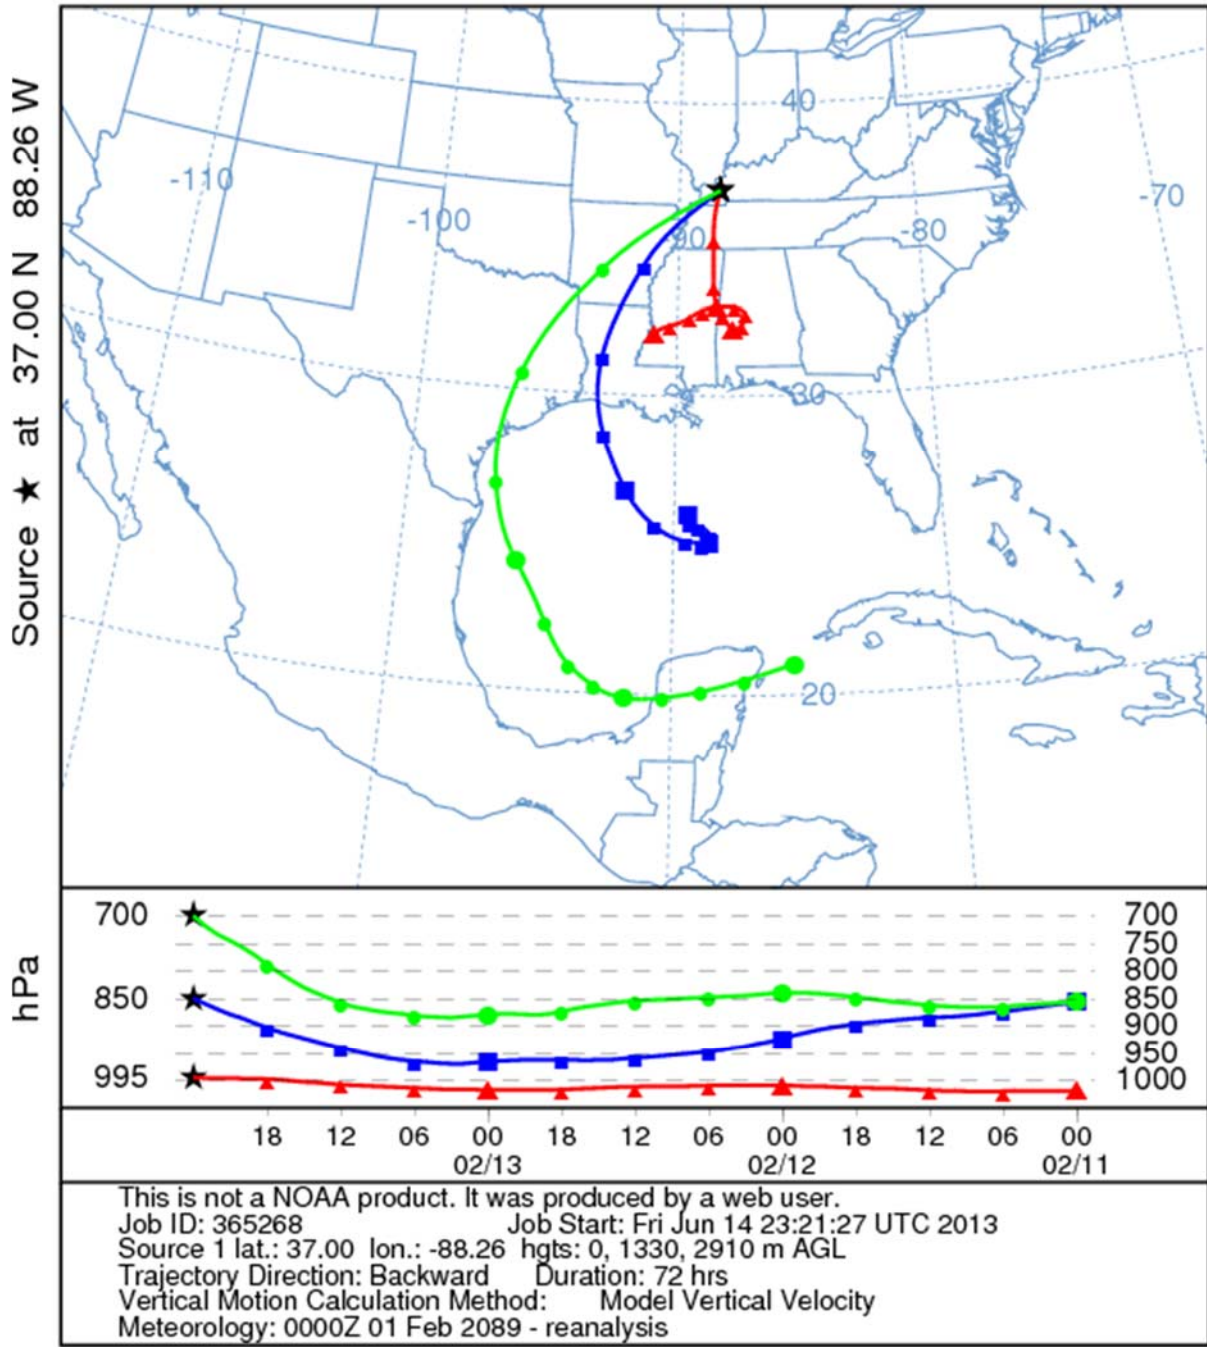 Source ★ at 37.00 N 88.26 W
40
-110
-100
-90
-80
-70
90
30
20
hPa
700 700
750
800
850 850
900
950
995 1000
18 12 06 00 18 12 06 00 18 12 06 00
02/13 02/12 02/11
This is not a NOAA product. It was produced by a web user.
Job ID: 365268 Job Start: Fri Jun 14 23:21:27 UTC 2013
Source 1 lat.: 37.00 lon.: -88.26 hgts: 0, 1330, 2910 m AGL
Trajectory Direction: Backward Duration: 72 hrs
Vertical Motion Calculation Method: Model Vertical Velocity
Meteorology: 0000Z 01 Feb 2089 - reanalysis